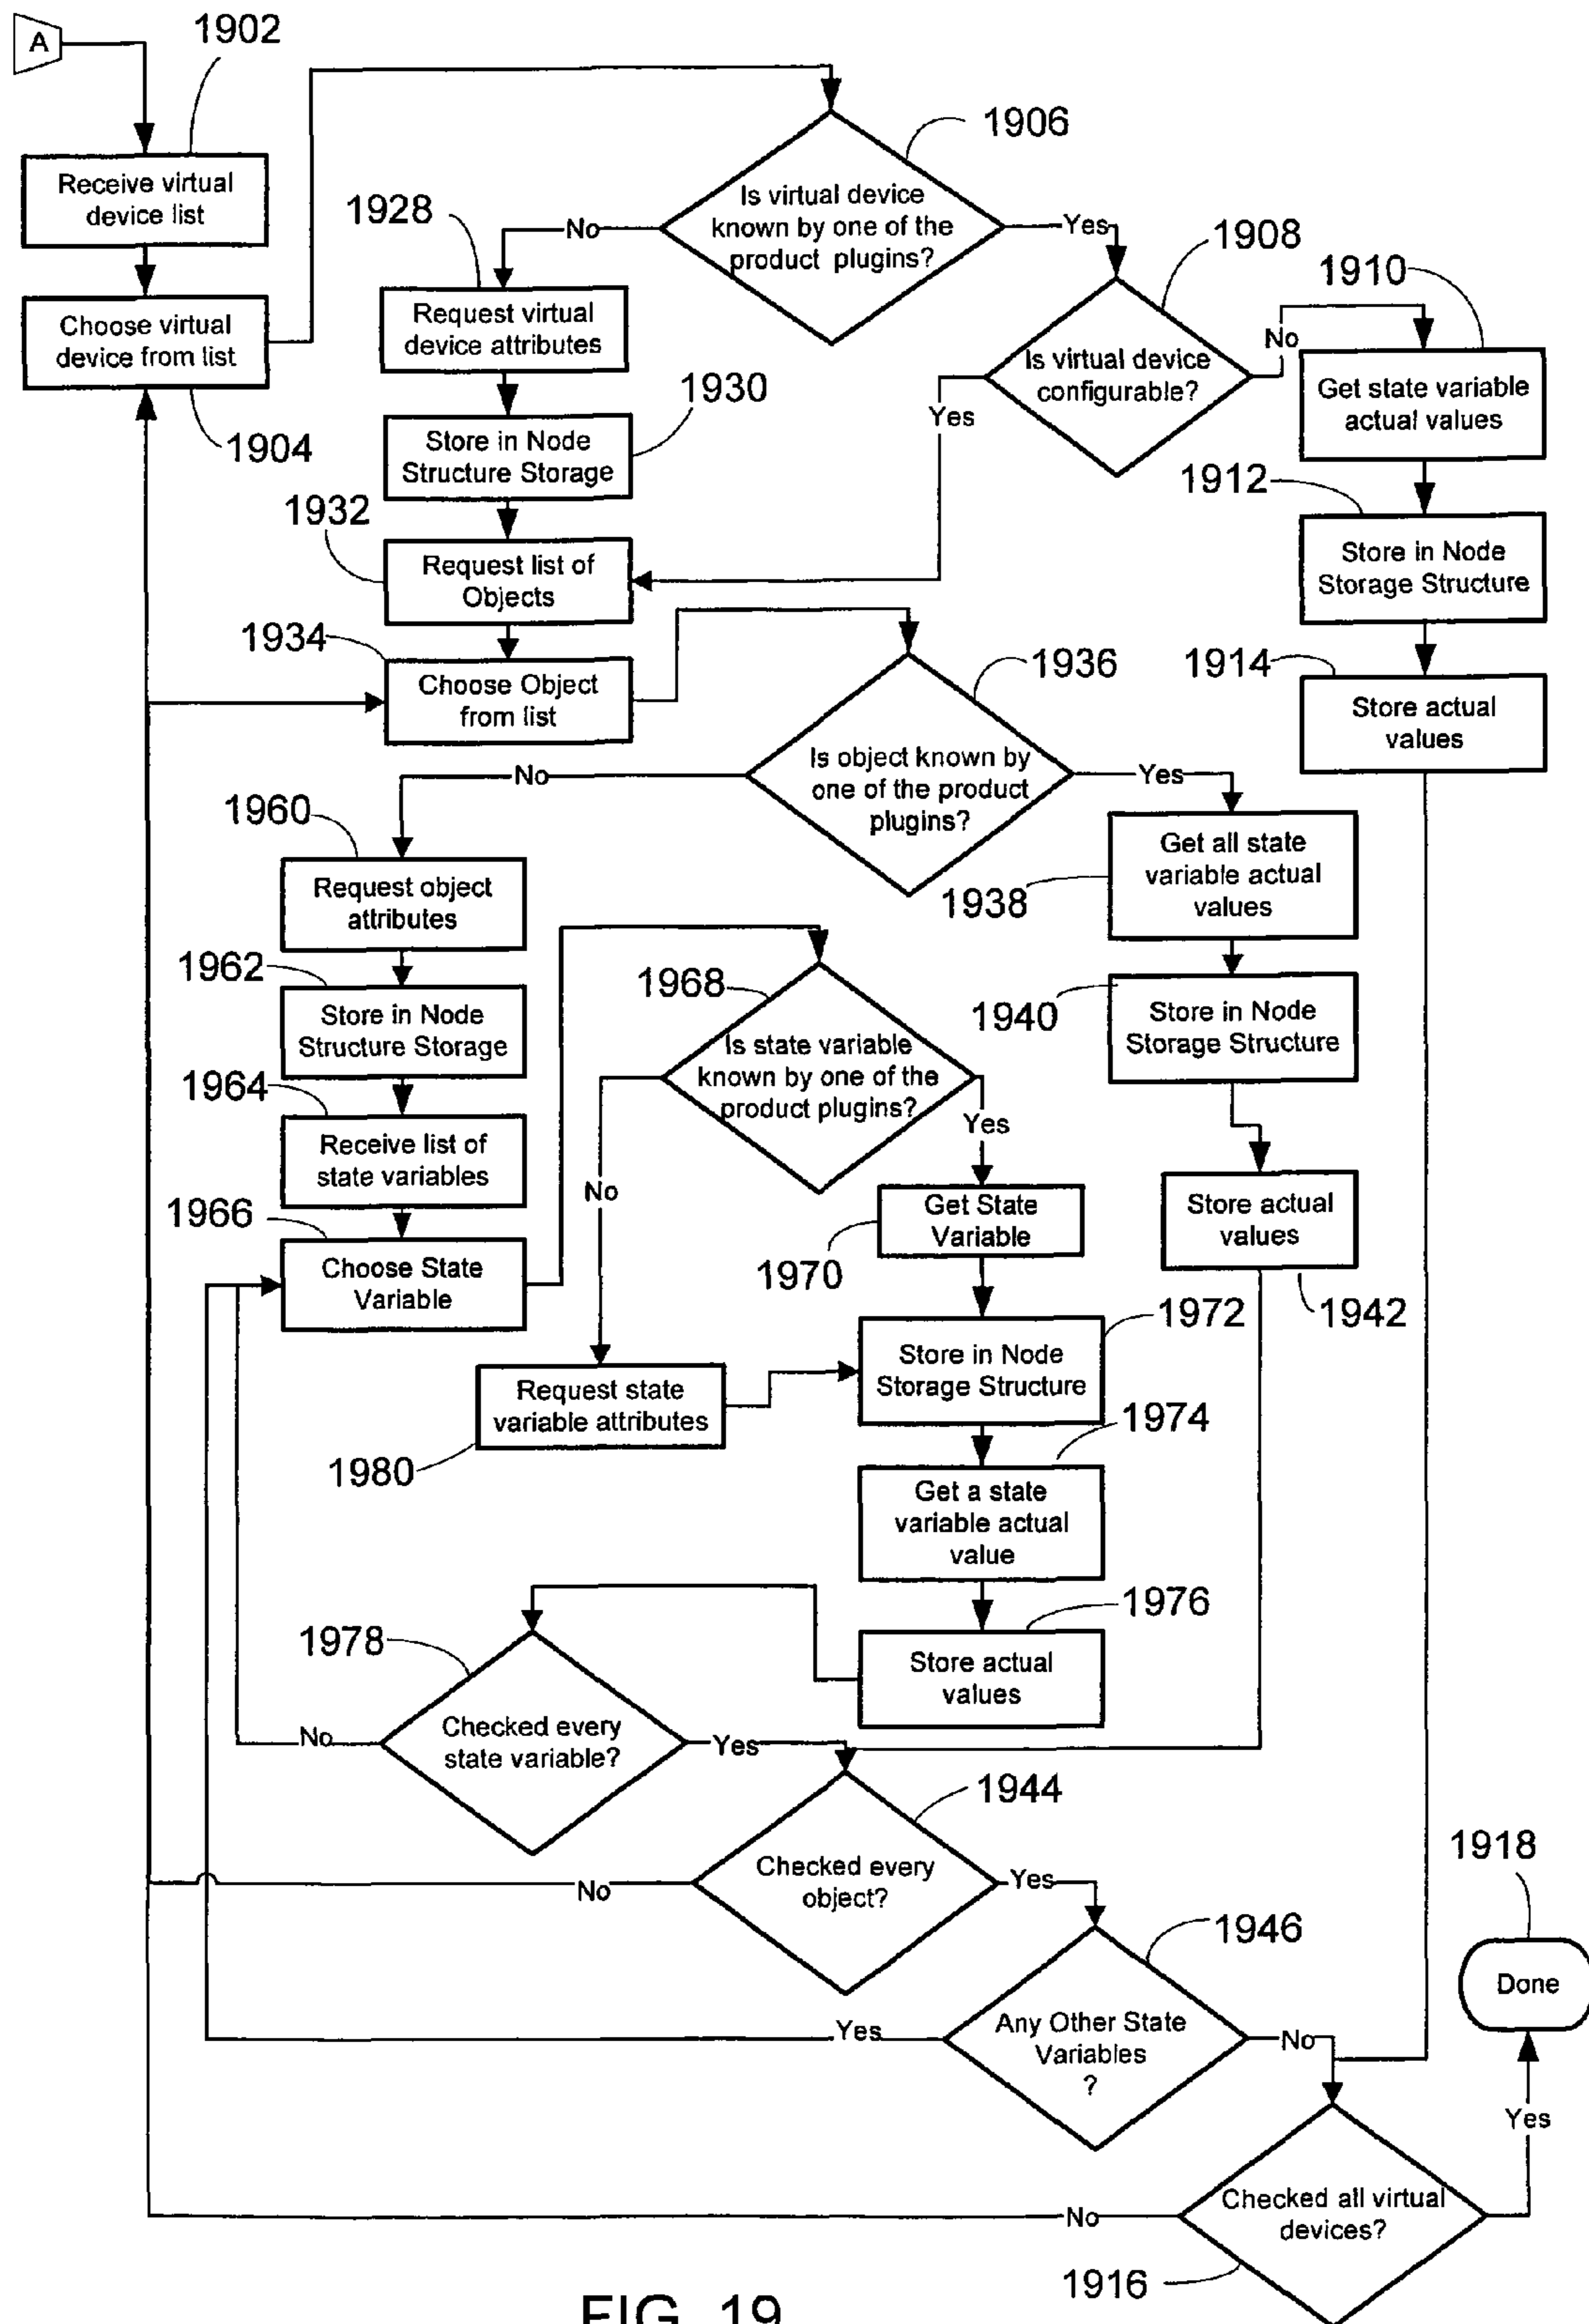 A
1902
1906
Receive virtual
device list
1928
No
Is virtual device
known by one of the
product plugins?
Yes
1908
1910
Choose virtual
device from list
Request virtual
device attributes
1904
1930
Is virtual device
configurable?
No
Yes
Get state variable
actual values
Store in Node
Structure Storage
1912
1932
Request list of
Objects
Store in Node
Storage Structure
1934
Choose Object
from list
1936
1914
Store actual
values
No
Is object known by
one of the product
plugins?
Yes
1960
Request object
attributes
1938
Get all state
variable actual
values
1962
Store in Node
Structure Storage
1968
1940
Store in Node
Storage Structure
1964
Is state variable
known by one of the
product plugins?
Receive list of
state variables
Yes
No
1966
Get State
Variable
Store actual
values
Choose State
Variable
1970
1942
1972
Store in Node
Storage Structure
Request state
variable attributes
1980
1974
Get a state
variable actual
value
1976
1978
Store actual
values
No
Checked every
state variable?
Yes
1944
1918
No
Checked every
object?
Yes
1946
Done
Yes
Any Other State
Variables
?
No
Yes
No
Checked all virtual
devices?
1916
FIG. 19